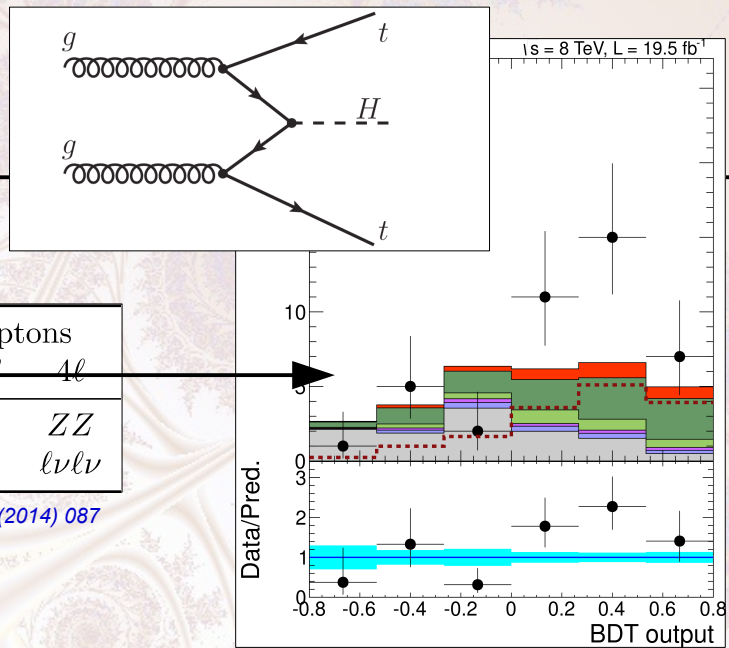 g
t
H
g
t
s = 8 TeV, L = 19.5 fb-1
10
5
0
ptons
4ℓ
ZZ
ℓνℓν
(2014) 087
Data/Pred.
3
2
1
0
-0.8 -0.6 -0.4 -0.2 0 0.2 0.4 0.6 0.8
BDT output